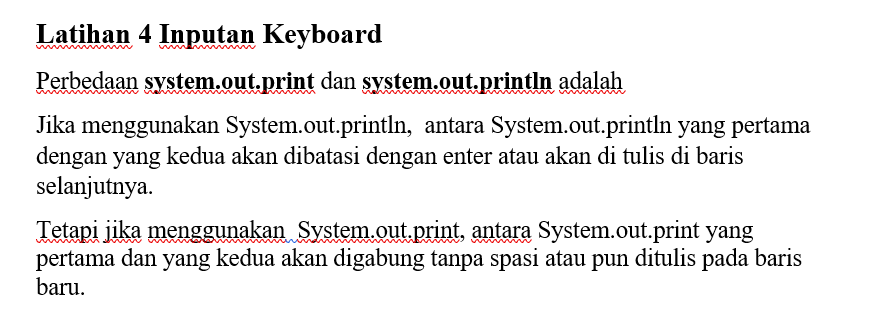 Latihan 4 Inputan Keyboard
Perbedaan system.out.print dan system.out.println adalah
Jika menggunakan System.out.println,  antara System.out.println yang pertama
dengan yang kedua akan dibatasi dengan enter atau akan di tulis di baris
selanjutnya.
Tetapi jika menggunakan  System.out.print, antara System.out.print yang
pertama dan yang kedua akan digabung tanpa spasi atau pun ditulis pada baris
baru.